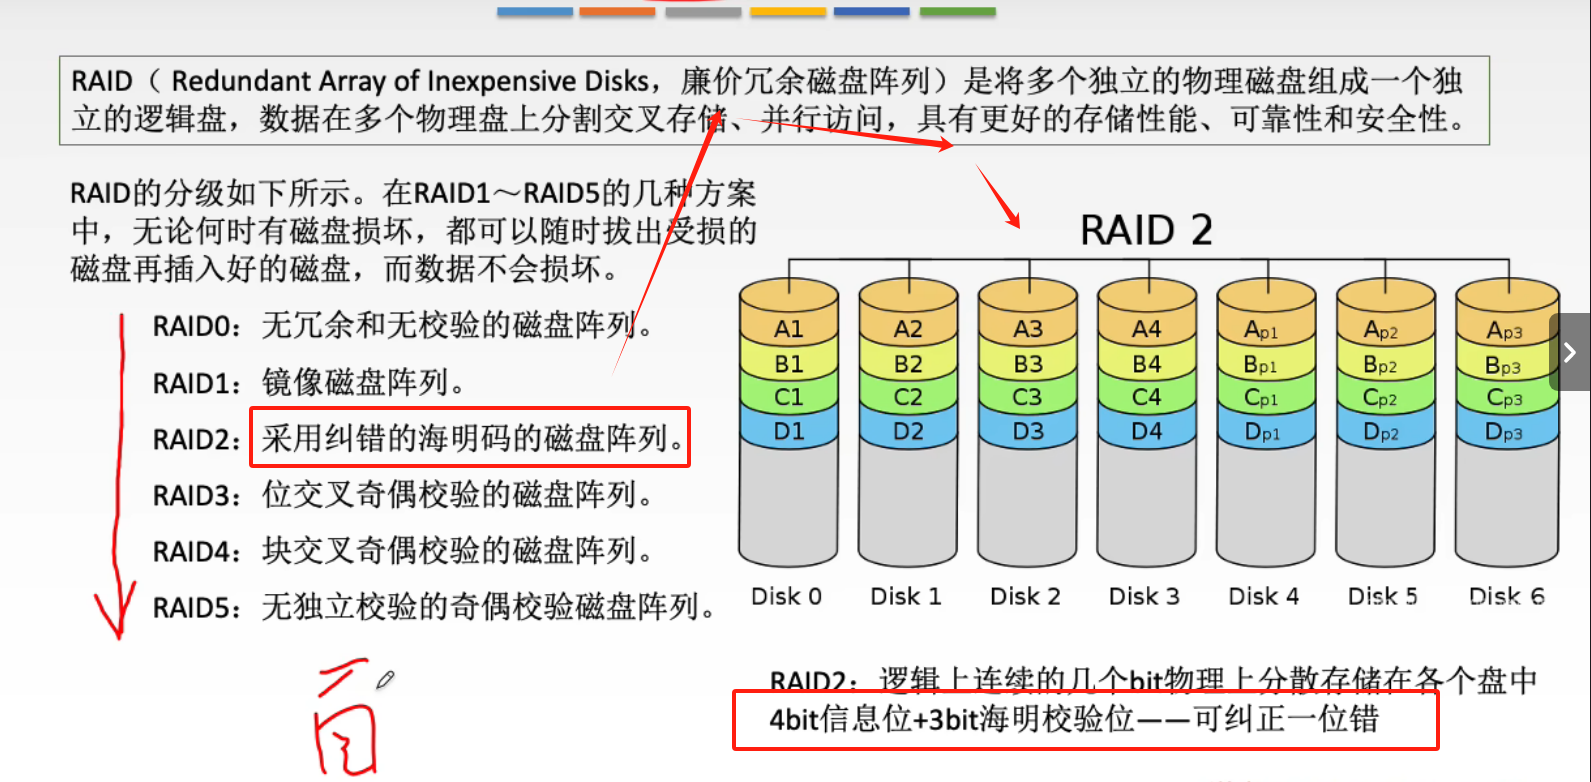 RAID（ Redundant Array of Inexpensive Disks，廉价冗余磁盘阵列）是将多个独立的物理磁盘组成一个独
立的逻辑盘，数据在多个物理盘上分割交叉存储、并行访问，具有更好的存储性能、可靠性和安全性。
RAID的分级如下所示。在RAID1～RAID5的几种方案
中，无论何时有磁盘损坏，都可以随时拔出受损的
磁盘再插入好的磁盘，而数据不会损坏。
RAID0：无冗余和无校验的磁盘阵列。
RAID1：镜像磁盘阵列。
RAID2：采用纠错的海明码的磁盘阵列。
RAID3：位交叉奇偶校验的磁盘阵列。
RAID4：块交叉奇偶校验的磁盘阵列。
RAID5：无独立校验的奇偶校验磁盘阵列。
RAID 2
A1 A2 A3 A4 Ap1 Ap2 Ap3
B1 B2 B3 B4 Bp1 Bp2 Bp3
C1 C2 C3 C4 Cp1 Cp2 Cp3
D1 D2 D3 D4 Dp1 Dp2 Dp3
Disk 0 Disk 1 Disk 2 Disk 3 Disk 4 Disk 5 Disk 6
RAID2：逻辑上连续的几个bit物理上分散存储在各个盘中
4bit信息位+3bit海明校验位——可纠正一位错